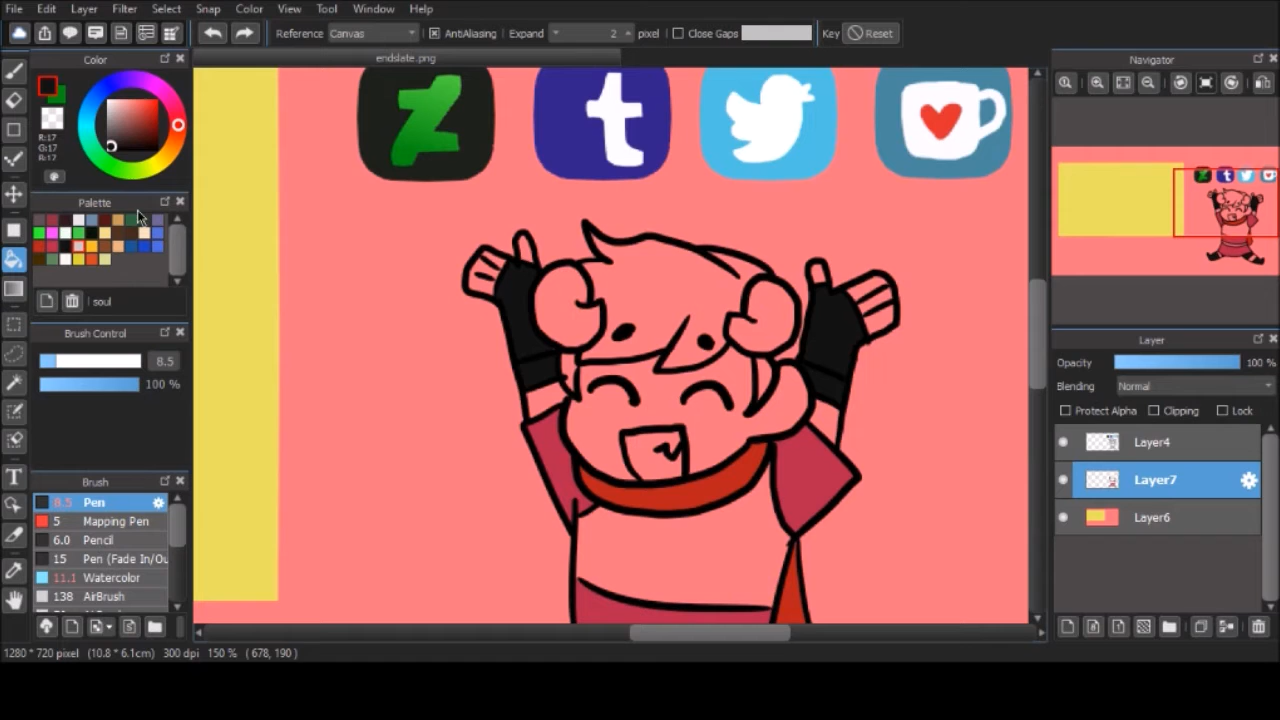 File Edit Layer Filter Select Snap Color View Tool Window Help
Reference Canvas AntiAliasing Expand 2 pixel Close Gaps Key Reset
Color
endslate.png
Navigator
t
R:17
G:17
B:17
Palette
soul
Brush Control
8.5
100 %
Layer
Opacity 100 %
Blending Normal
Protect Alpha Clipping Lock
Layer4
Layer7
Layer6
Brush
8.5 Pen
5 Mapping Pen
6.0 Pencil
15 Pen (Fade In/Ou
11.1 Watercolor
138 AirBrush
T
1280 * 720 pixel (10.8 * 6.1cm) 300 dpi 150 % ( 678, 190 )